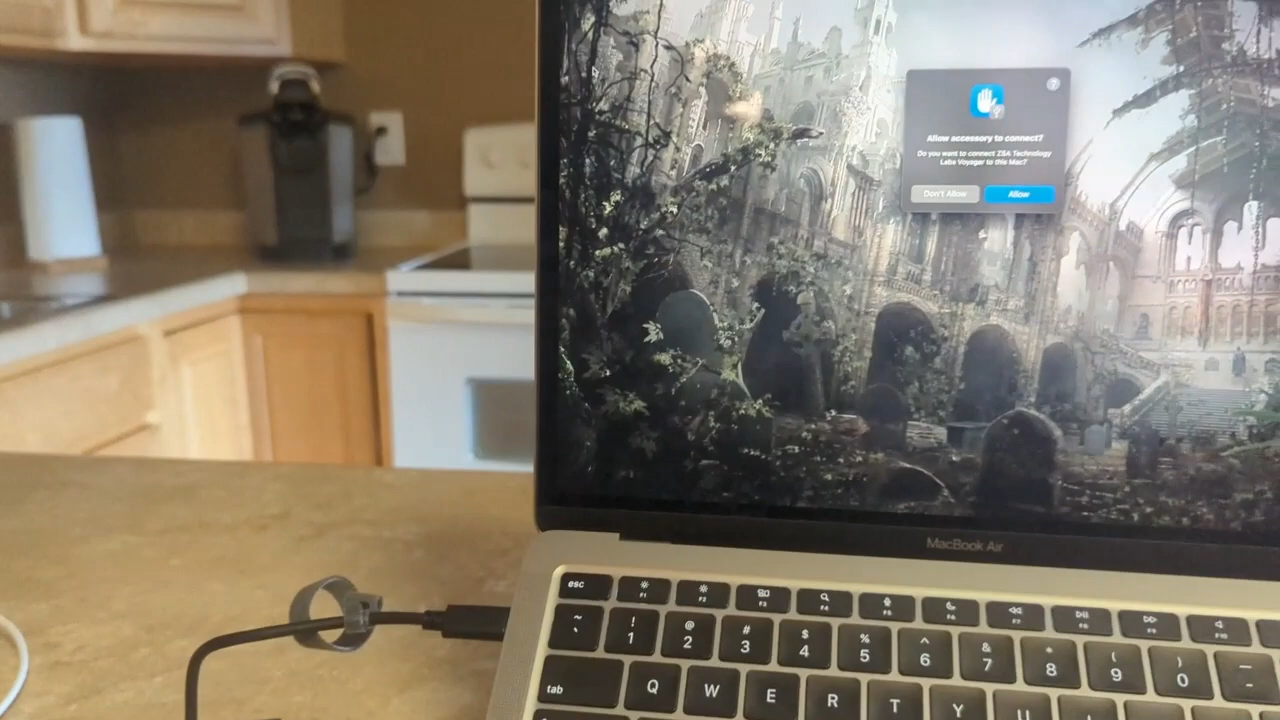 ?
Allow accessory to connect?
Do you want to connect ZSA Technology
Labs Voyager to this Mac?
Don't Allow Allow
MacBook Air
esc F1 F2 F3 F4 F5 F6 F7 F8 F9 F10
~ ! @ # $ % ^ & * ( ) _
` 1 2 3 4 5 6 7 8 9 0 -
tab Q W E R T Y U